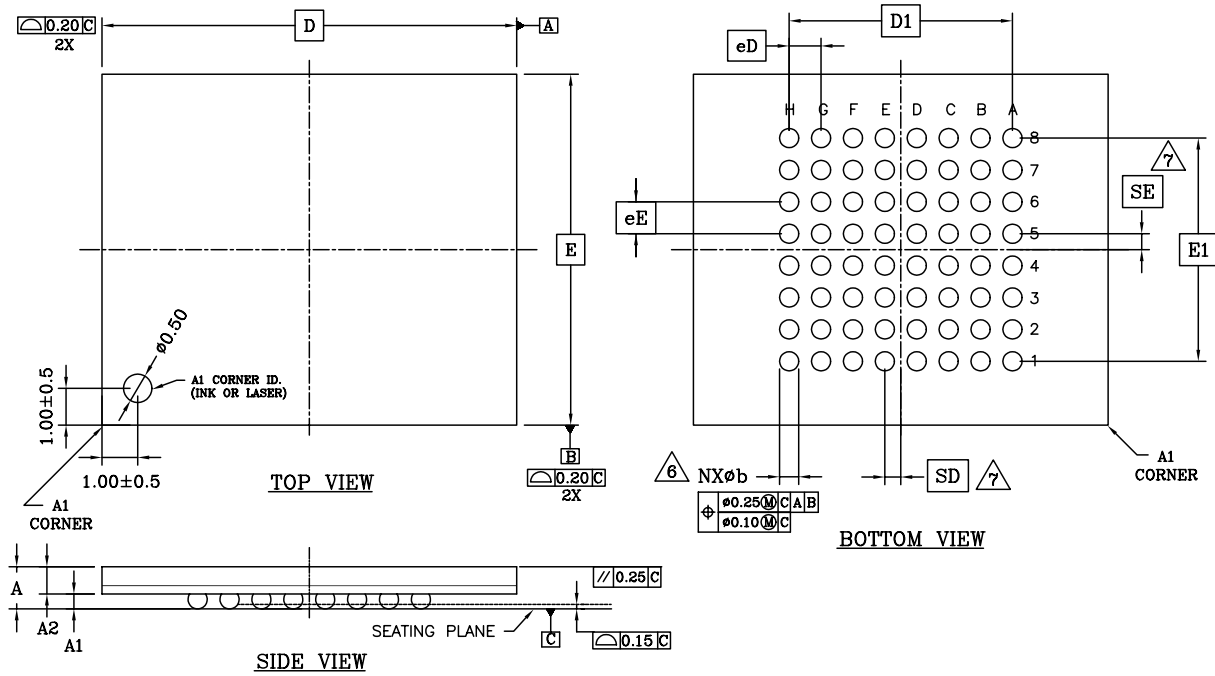 ⌓ 0.20 C
2X
D
A
E
ø0.50
A1 CORNER ID.
(INK OR LASER)
1.00±0.5
1.00±0.5
A1
CORNER
TOP VIEW
B
⌓ 0.20 C
2X
D1
eD
H G F E D C B A
8
7
6
5
4
3
2
1
7
SE
eE
E1
6 NXøb
⌖ ø0.25Ⓜ C A B
ø0.10Ⓜ C
SD 7
A1
CORNER
BOTTOM VIEW
A
A2
A1
// 0.25 C
SEATING PLANE
C
⌓ 0.15 C
SIDE VIEW